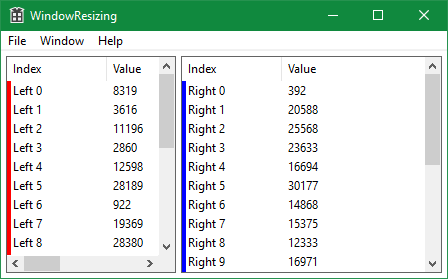 WindowResizing
File Window Help
Index Value
Left 0 8319
Left 1 3616
Left 2 11196
Left 3 2860
Left 4 12598
Left 5 28189
Left 6 922
Left 7 19369
Left 8 28380
Index Value
Right 0 392
Right 1 20588
Right 2 25568
Right 3 23633
Right 4 16694
Right 5 30177
Right 6 14868
Right 7 15375
Right 8 12333
Right 9 16971